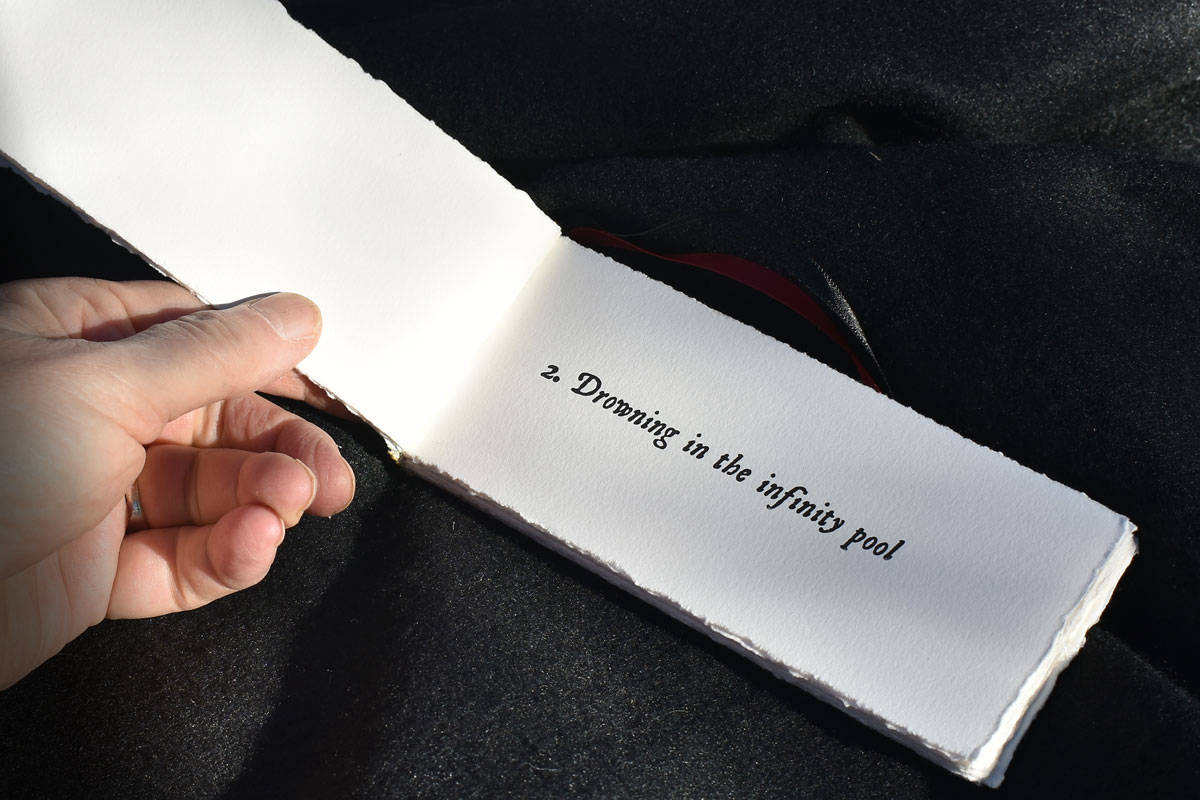 2. Drowning in the infinity pool